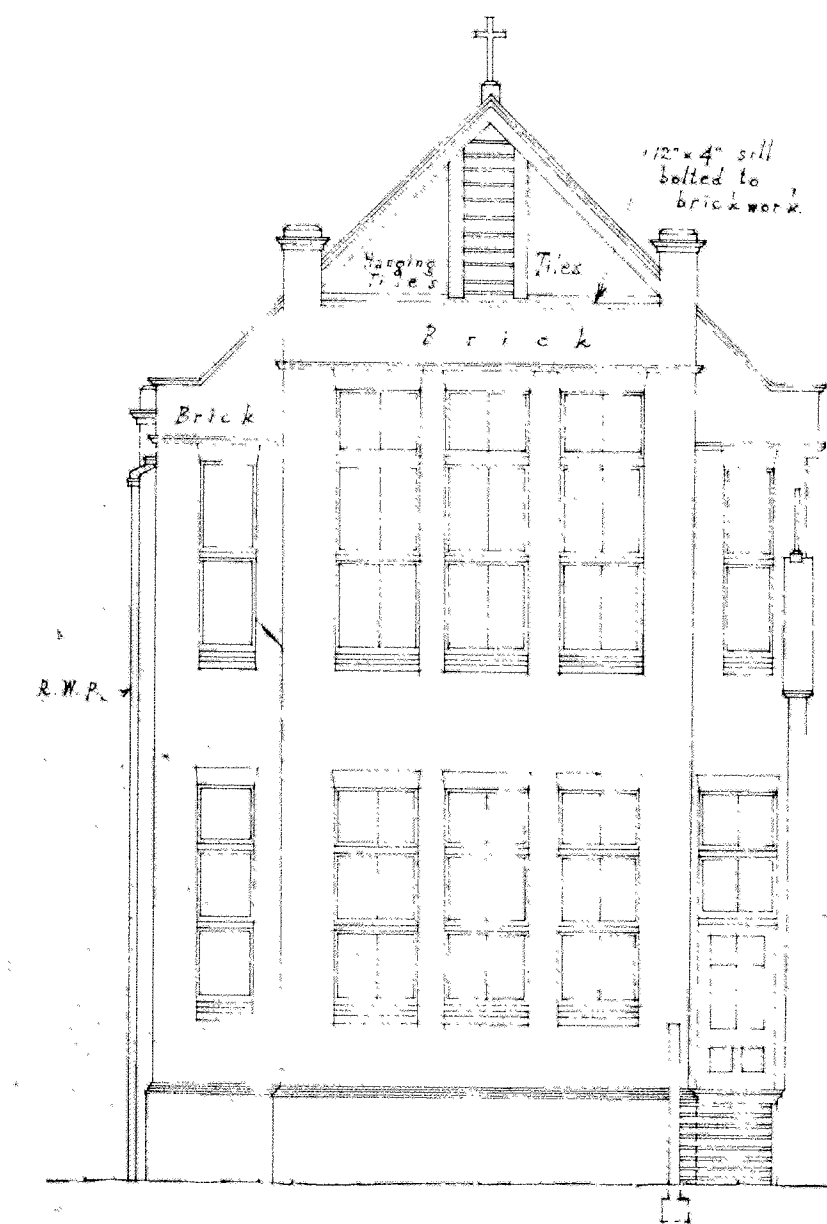 12" x 4" sill
bolted to
brickwork.
Hanging
Tiles
Tiles
Brick
Brick
R.W.P.